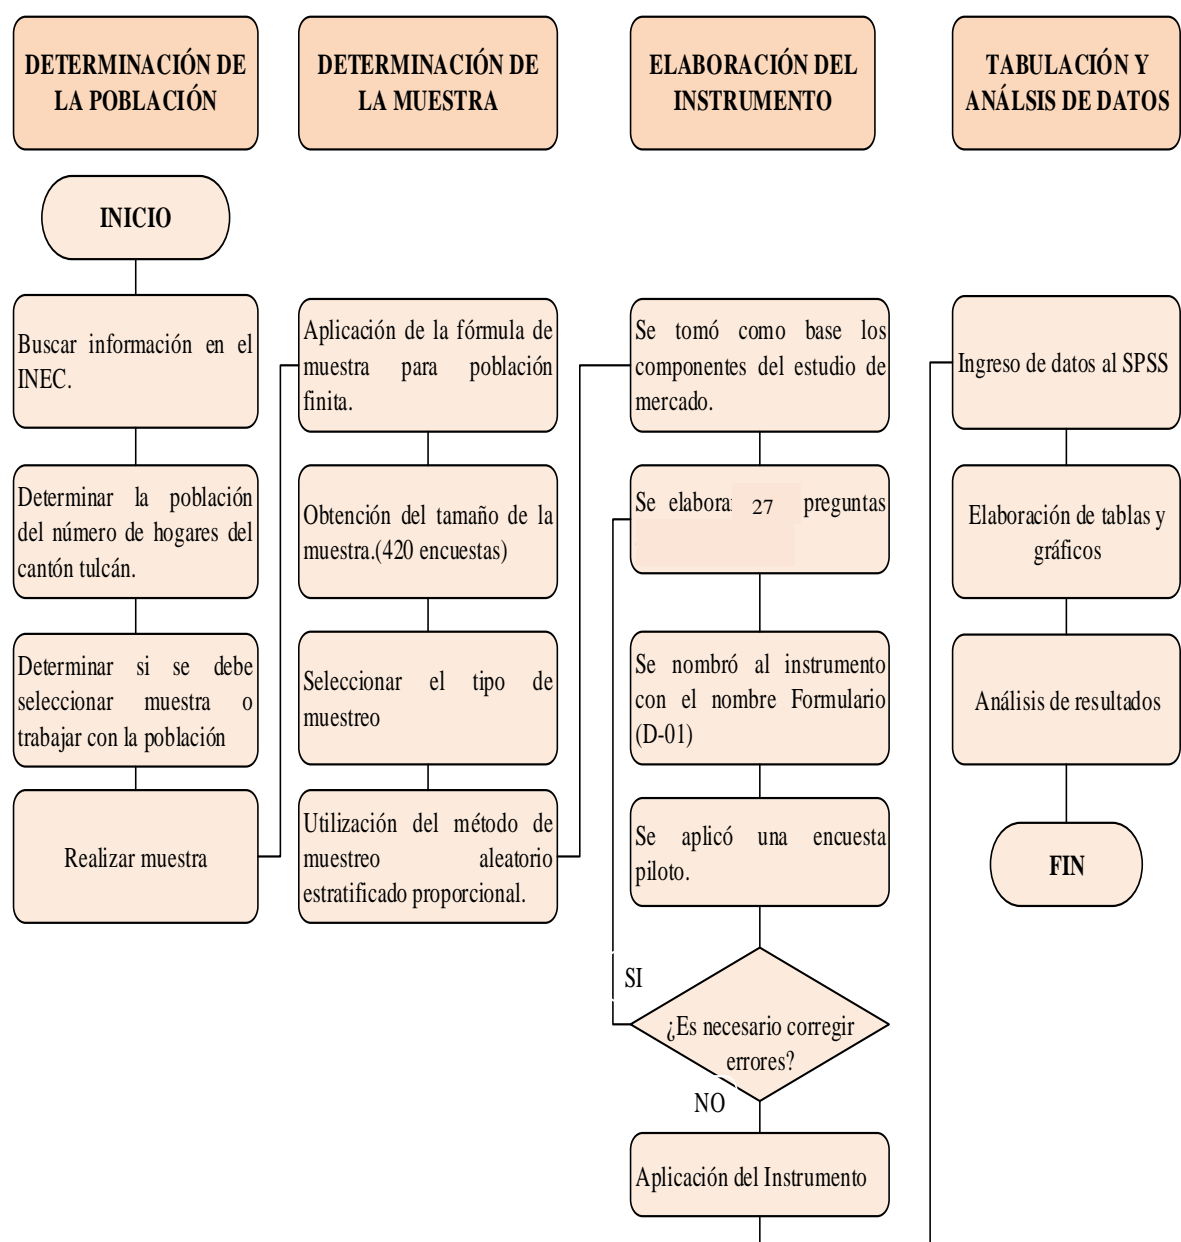 DETERMINACIÓN DE
LA POBLACIÓN
DETERMINACIÓN DE
LA MUESTRA
ELABORACIÓN DEL
INSTRUMENTO
TABULACIÓN Y
ANÁLSIS DE DATOS
INICIO
Buscar información en el
INEC.
Determinar la población
del número de hogares del
cantón tulcán.
Determinar si se debe
seleccionar muestra o
trabajar con la población
Realizar muestra
Aplicación de la fórmula de
muestra para población
finita.
Obtención del tamaño de la
muestra.(420 encuestas)
Seleccionar el tipo de
muestreo
Utilización del método de
muestreo aleatorio
estratificado proporcional.
Se tomó como base los
componentes del estudio de
mercado.
Se 27 preguntas
Se nombró al instrumento
con el nombre Formulario
(D-01)
Se aplicó una encuesta
piloto.
SI
¿Es necesario corregir
errores?
NO
Aplicación del Instrumento
Ingreso de datos al SPSS
Elaboración de tablas y
gráficos
Análisis de resultados
FIN